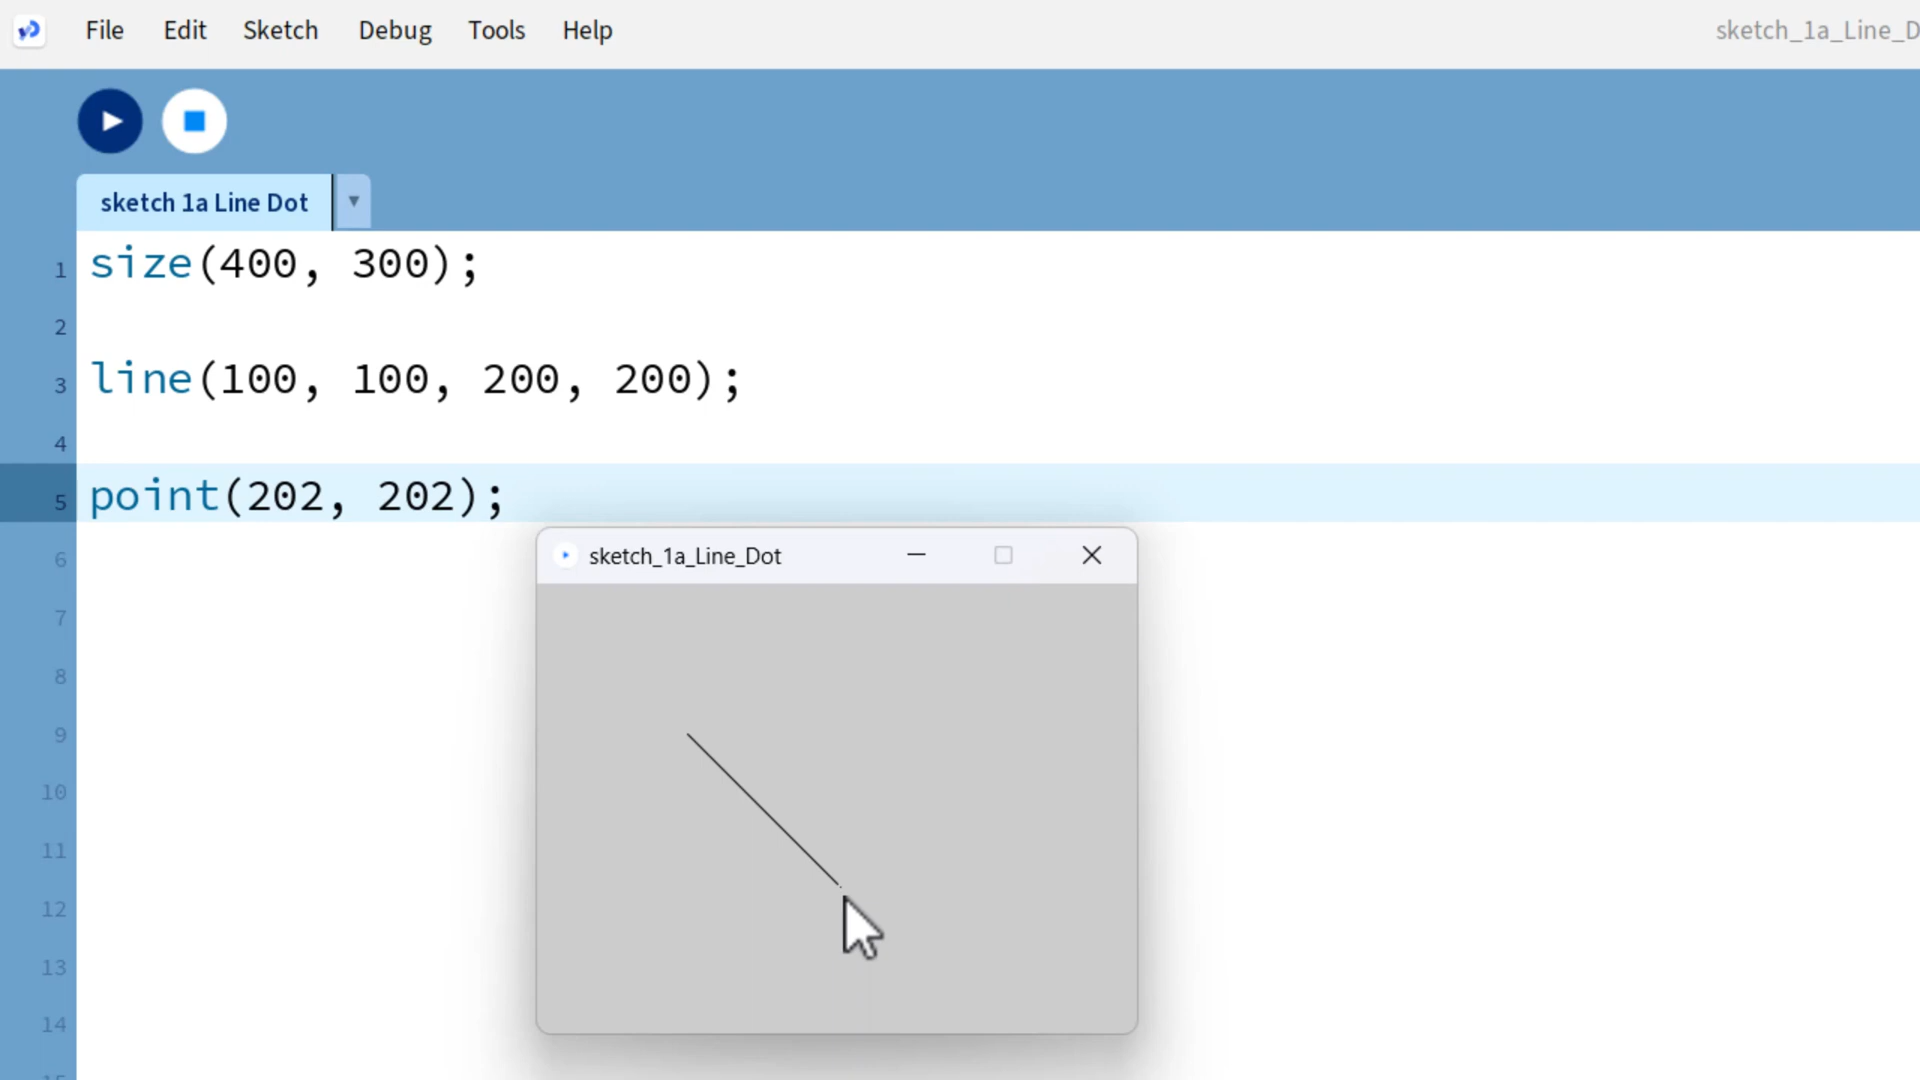 File Edit Sketch Debug Tools Help
sketch_1a_Line_D
sketch 1a Line Dot
1 size(400, 300);
2
3 line(100, 100, 200, 200);
4
5 point(202, 202);
sketch_1a_Line_Dot
6
7
8
9
10
11
12
13
14